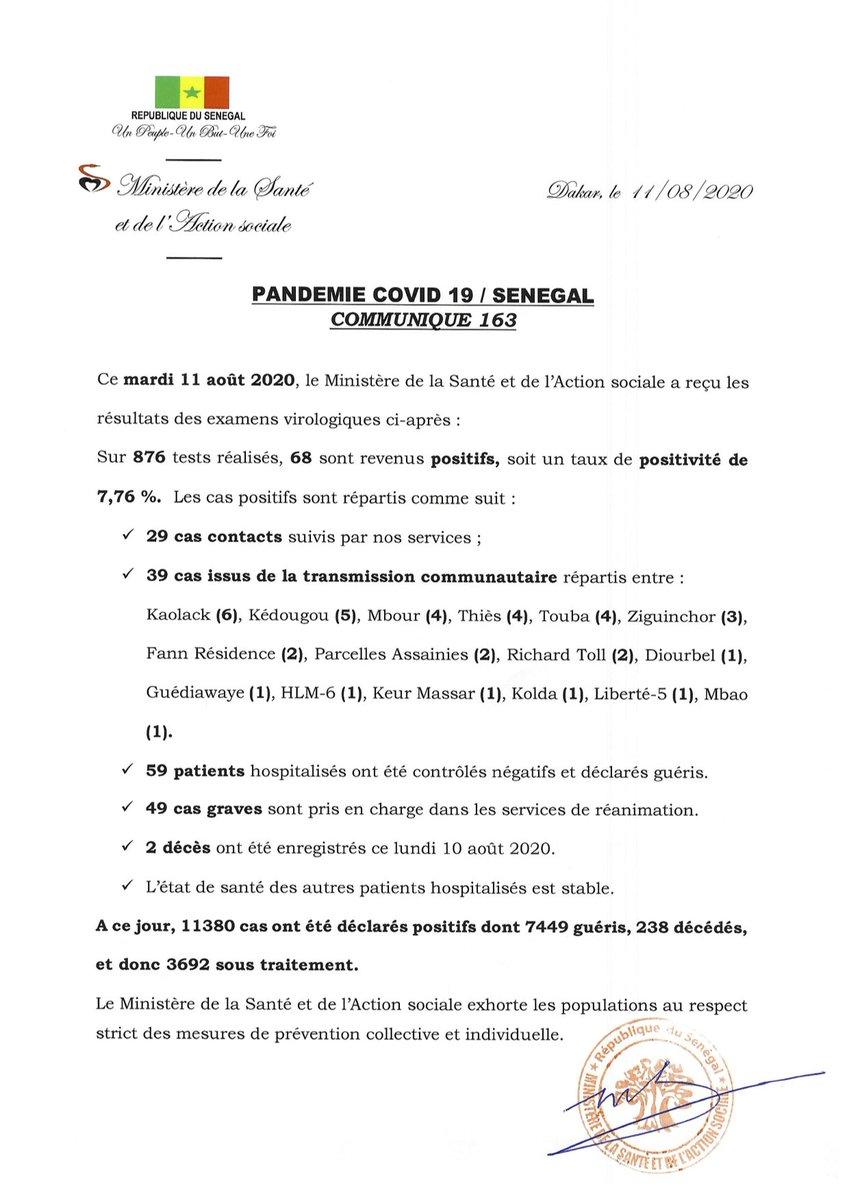 REPUBLIQUE DU SENEGAL
Un Peuple-Un But-Une Foi
Ministère de la Santé
et de l'Action sociale
Dakar, le 11/08/2020
PANDEMIE COVID 19 / SENEGAL
COMMUNIQUE 163
Ce mardi 11 août 2020, le Ministère de la Santé et de l'Action sociale a reçu les
résultats des examens virologiques ci-après :
Sur 876 tests réalisés, 68 sont revenus positifs, soit un taux de positivité de
7,76 %. Les cas positifs sont répartis comme suit :
✓ 29 cas contacts suivis par nos services ;
✓ 39 cas issus de la transmission communautaire répartis entre :
Kaolack (6), Kédougou (5), Mbour (4), Thiès (4), Touba (4), Ziguinchor (3),
Fann Résidence (2), Parcelles Assainies (2), Richard Toll (2), Diourbel (1),
Guédiawaye (1), HLM-6 (1), Keur Massar (1), Kolda (1), Liberté-5 (1), Mbao
(1).
✓ 59 patients hospitalisés ont été contrôlés négatifs et déclarés guéris.
✓ 49 cas graves sont pris en charge dans les services de réanimation.
✓ 2 décès ont été enregistrés ce lundi 10 août 2020.
✓ L'état de santé des autres patients hospitalisés est stable.
A ce jour, 11380 cas ont été déclarés positifs dont 7449 guéris, 238 décédés,
et donc 3692 sous traitement.
Le Ministère de la Santé et de l'Action sociale exhorte les populations au respect
strict des mesures de prévention collective et individuelle.
République du Sénégal
MINISTÈRE DE LA SANTÉ ET DE L'ACTION SOCIALE